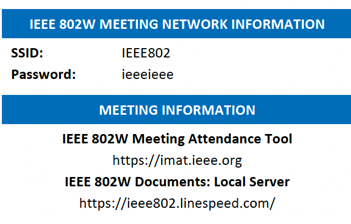 IEEE 802W MEETING NETWORK INFORMATION
SSID: IEEE802
Password: ieeeieee
MEETING INFORMATION
IEEE 802W Meeting Attendance Tool
https://imat.ieee.org
IEEE 802W Documents: Local Server
https://ieee802.linespeed.com/